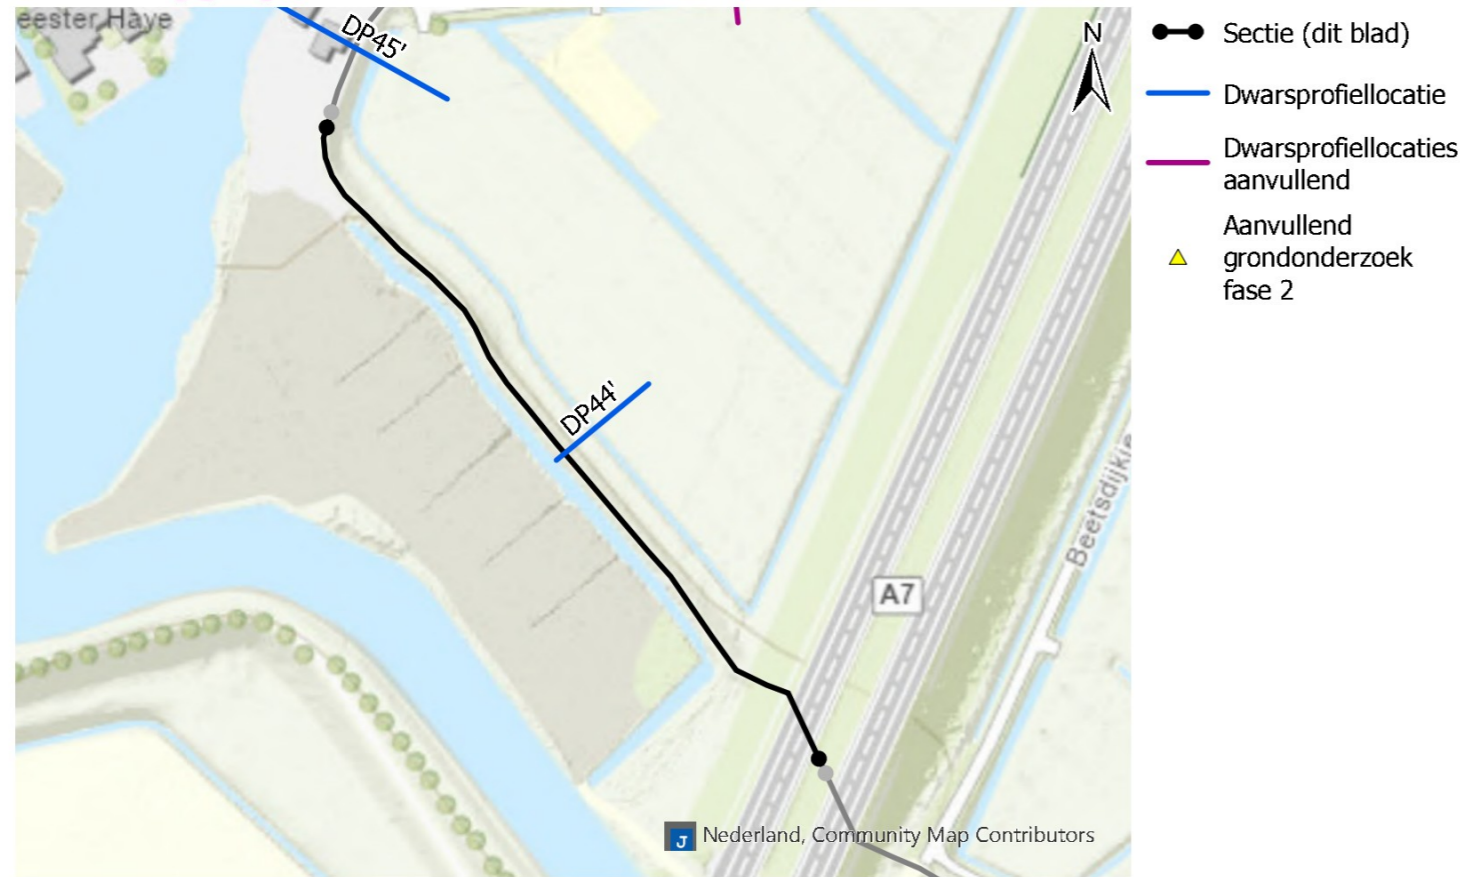 eester Haye
DP45'
N
DP44'
A7
Beetsdijkje
Nederland, Community Map Contributors
Sectie (dit blad)
Dwarsprofiellocatie
Dwarsprofiellocaties
aanvullend
Aanvullend
grondonderzoek
fase 2